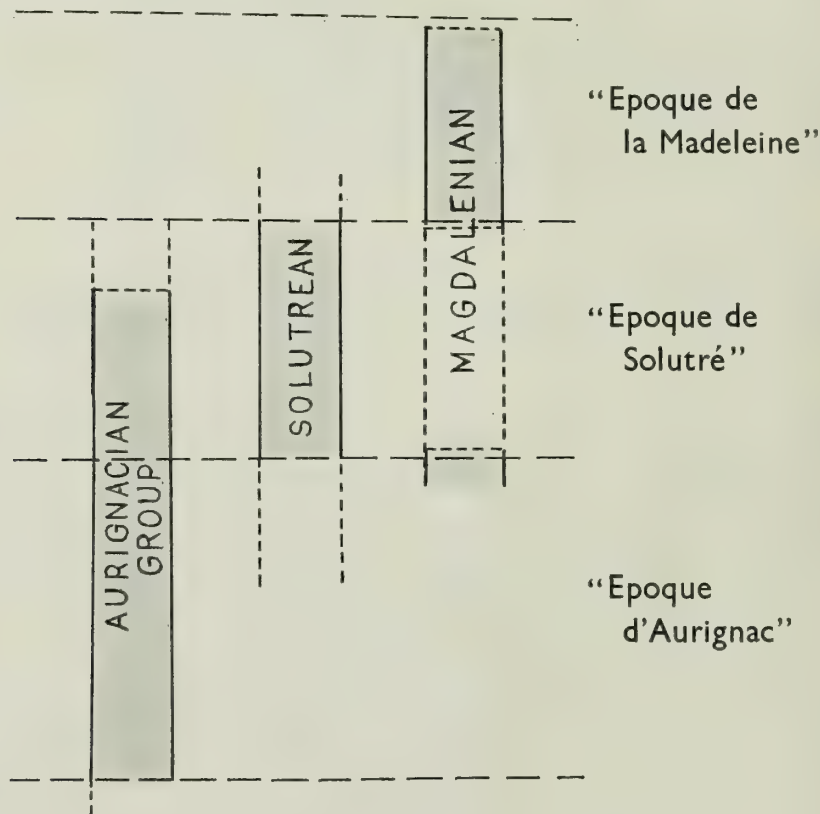 “Epoque de
la Madeleine”
MAGDALENIAN
SOLUTREAN
“Epoque de
Solutré”
AURIGNACIAN
GROUP
“Epoque
d’Aurignac”